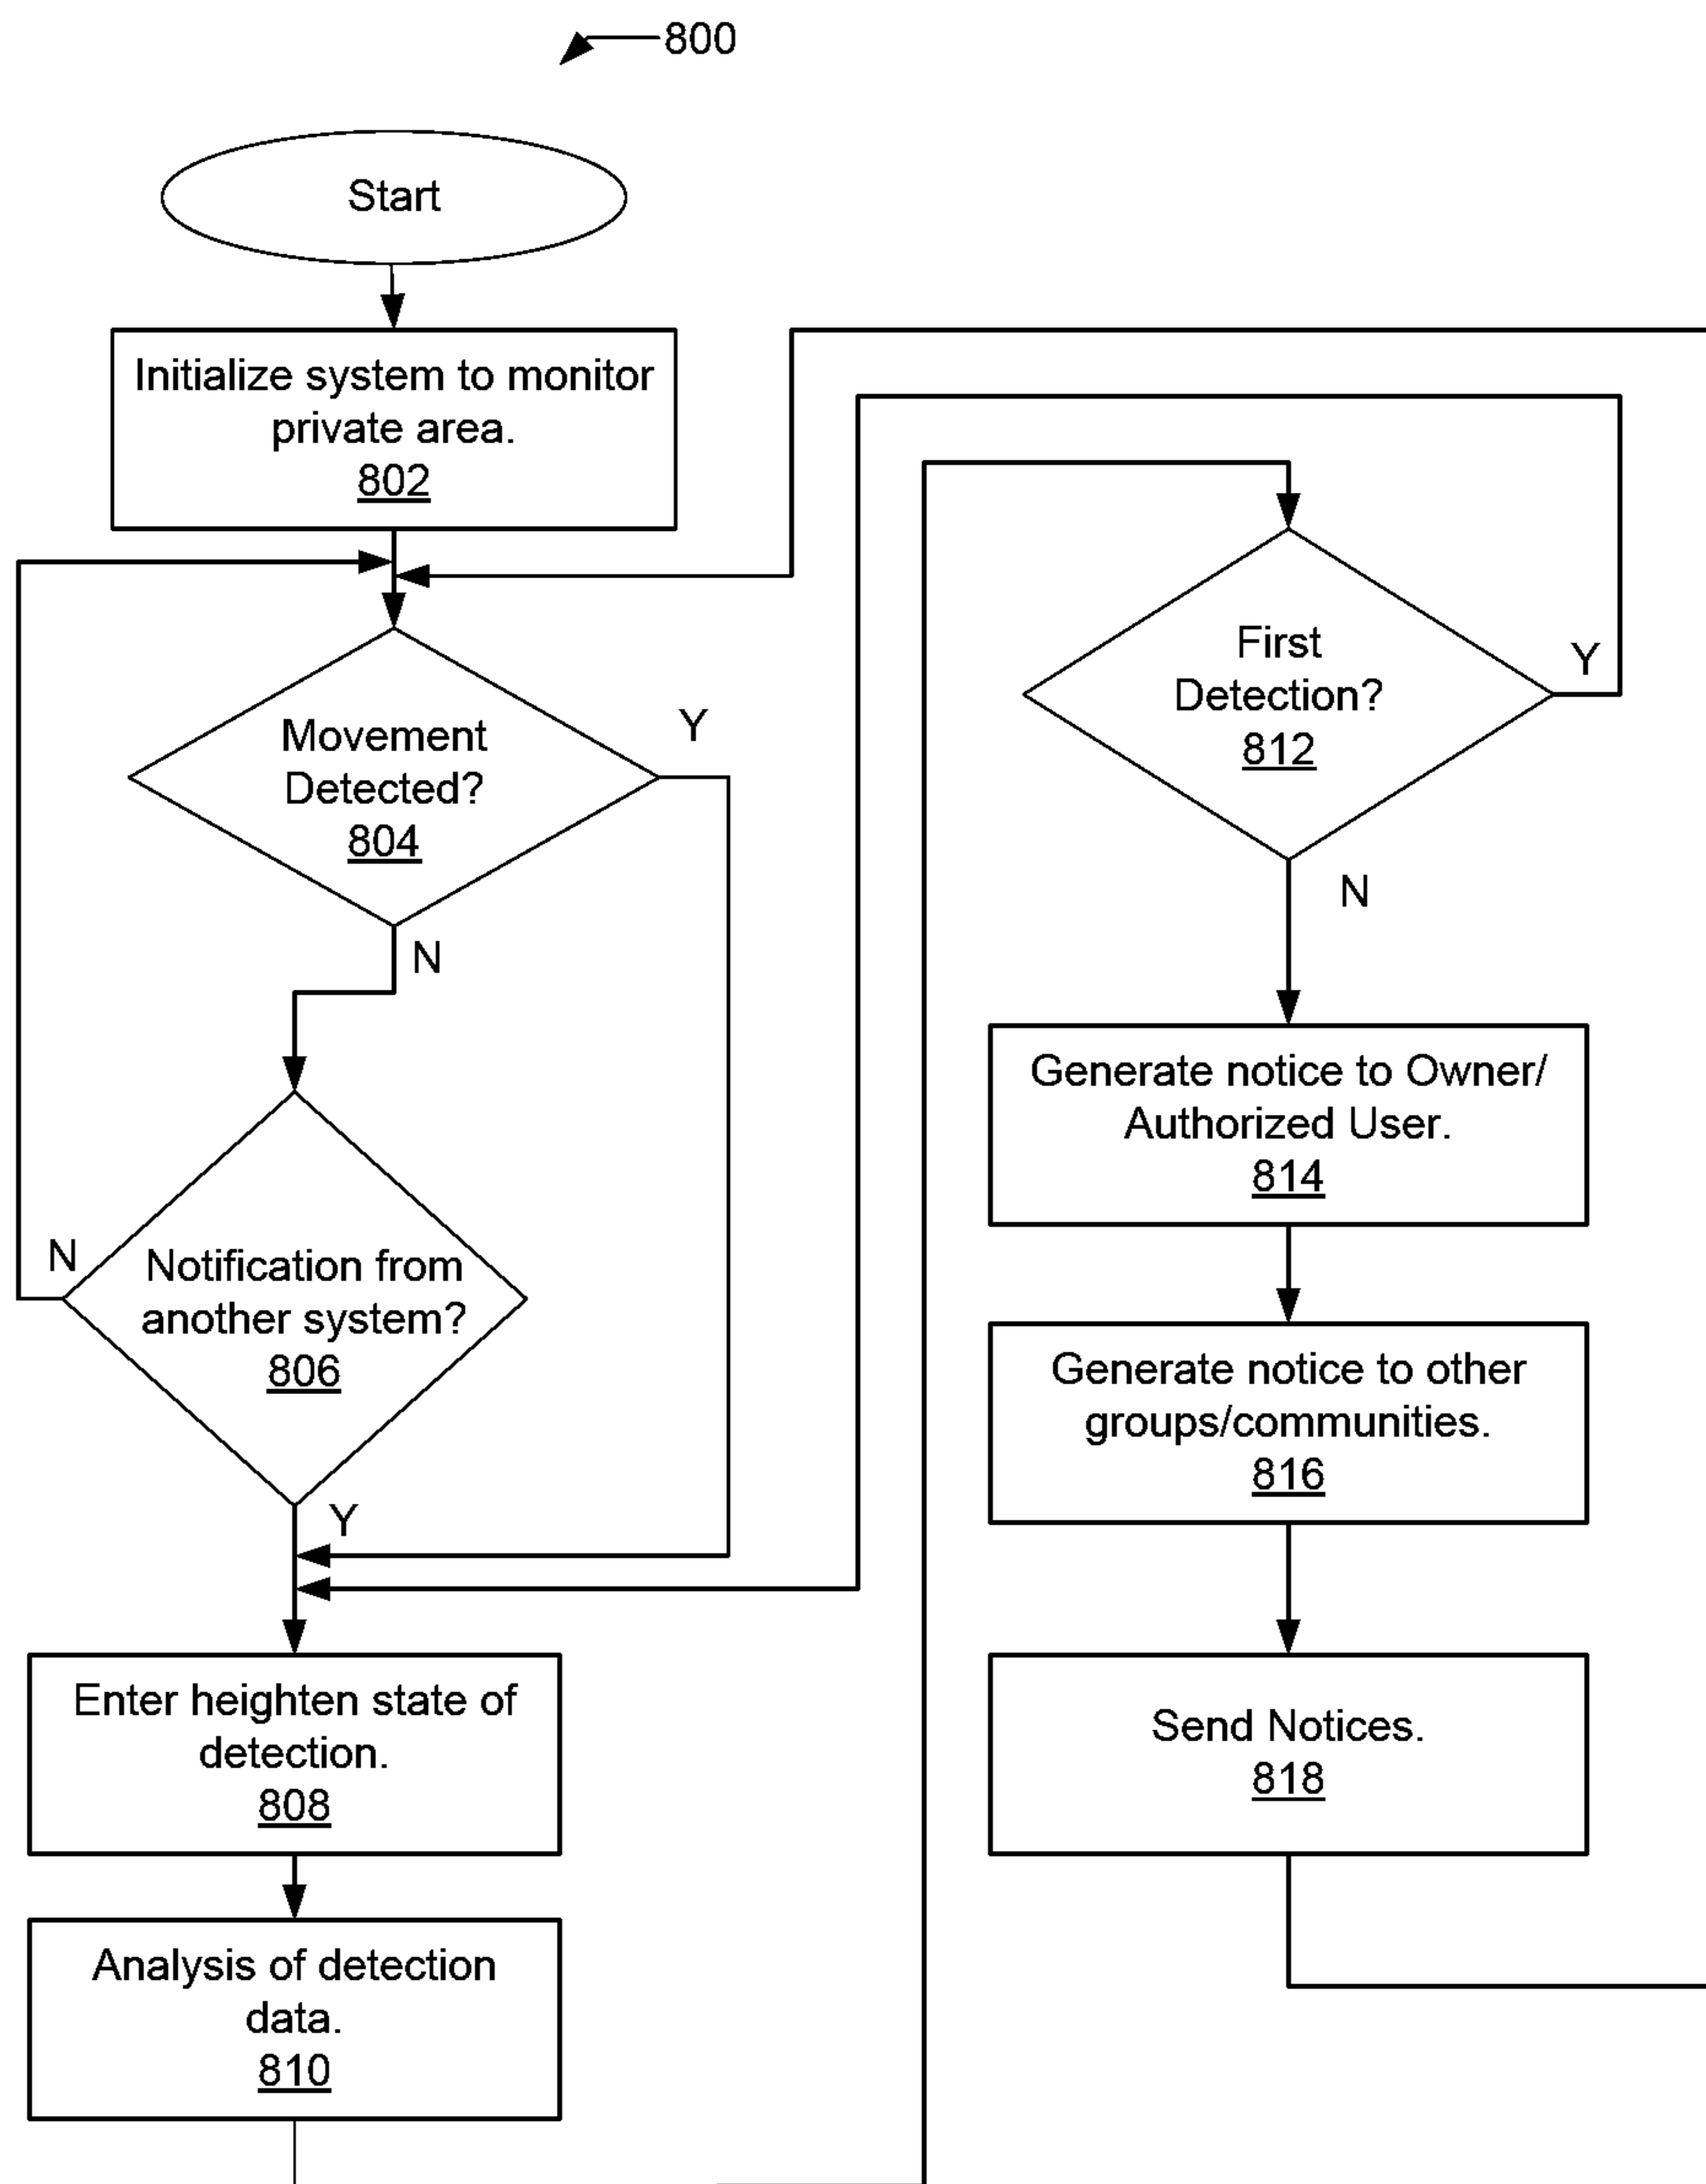 800
Start
Initialize system to monitor
private area.
802
Movement
Detected?
804
Y
N
Notification from
another system?
806
N
Y
Enter heighten state of
detection.
808
Analysis of detection
data.
810
First
Detection?
812
Y
N
Generate notice to Owner/
Authorized User.
814
Generate notice to other
groups/communities.
816
Send Notices.
818